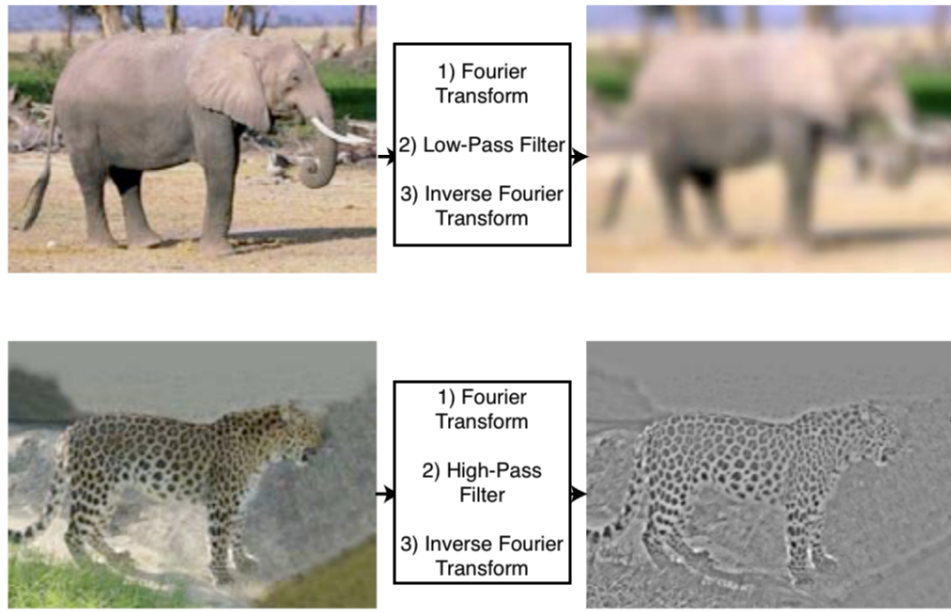 1) Fourier
Transform
2) Low-Pass Filter
3) Inverse Fourier
Transform
1) Fourier
Transform
2) High-Pass
Filter
3) Inverse Fourier
Transform